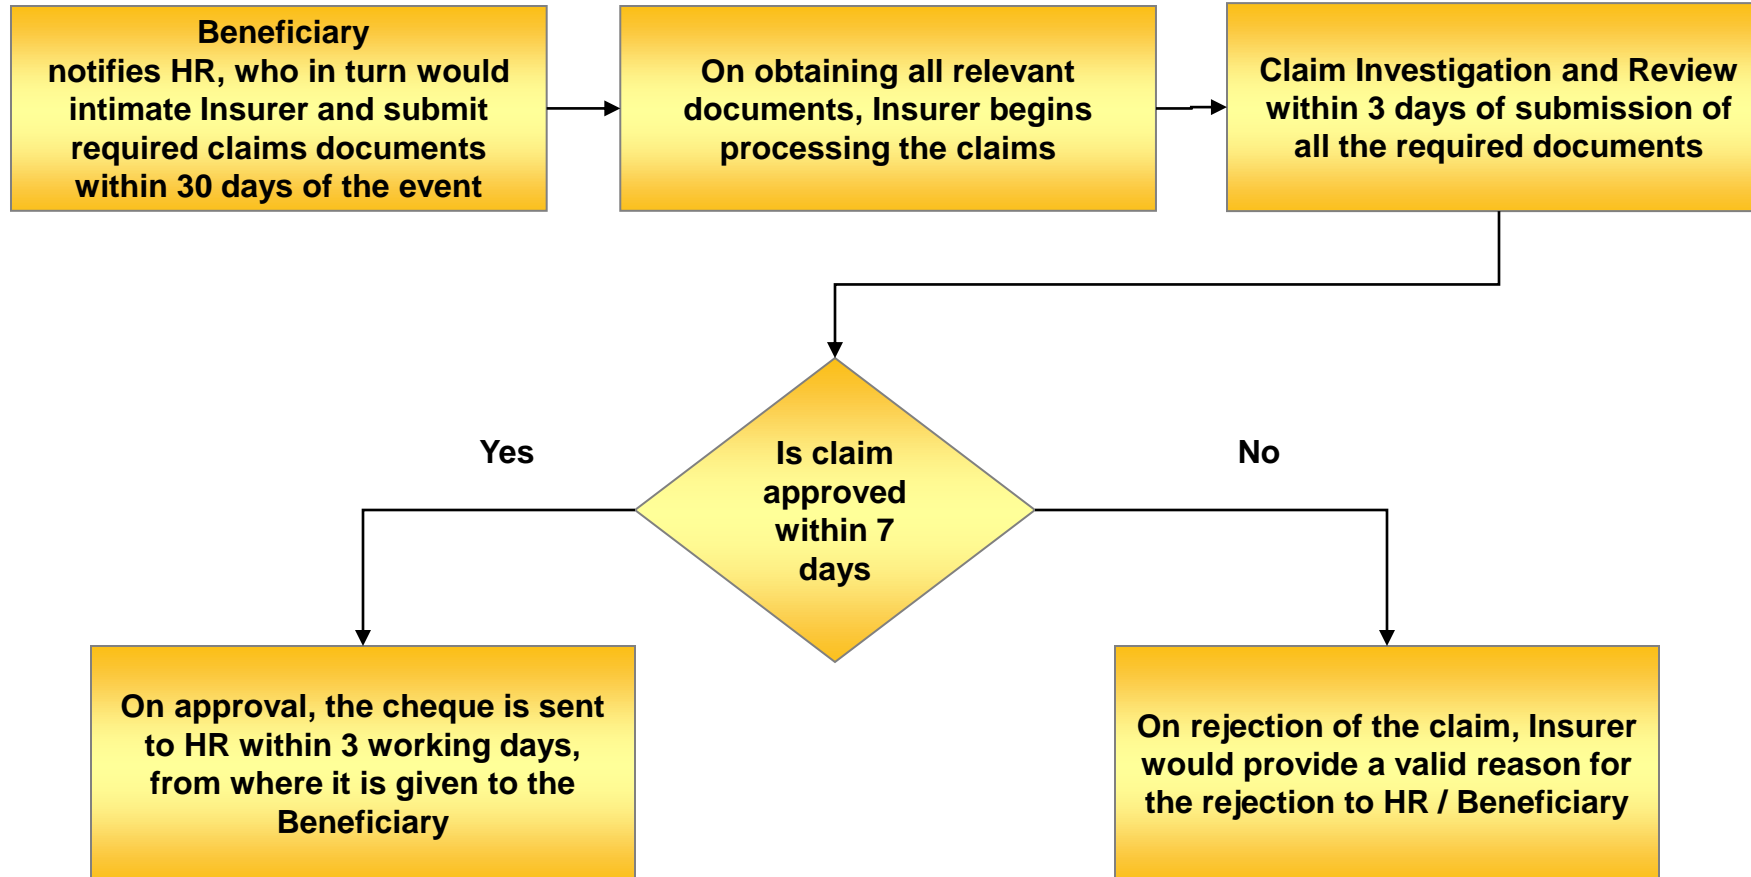 Beneficiary
notifies HR, who in turn would
intimate Insurer and submit
required claims documents
within 30 days of the event
On obtaining all relevant
documents, Insurer begins
processing the claims
Claim Investigation and Review
within 3 days of submission of
all the required documents
Yes
Is claim
approved
within 7
days
No
On approval, the cheque is sent
to HR within 3 working days,
from where it is given to the
Beneficiary
On rejection of the claim, Insurer
would provide a valid reason for
the rejection to HR / Beneficiary